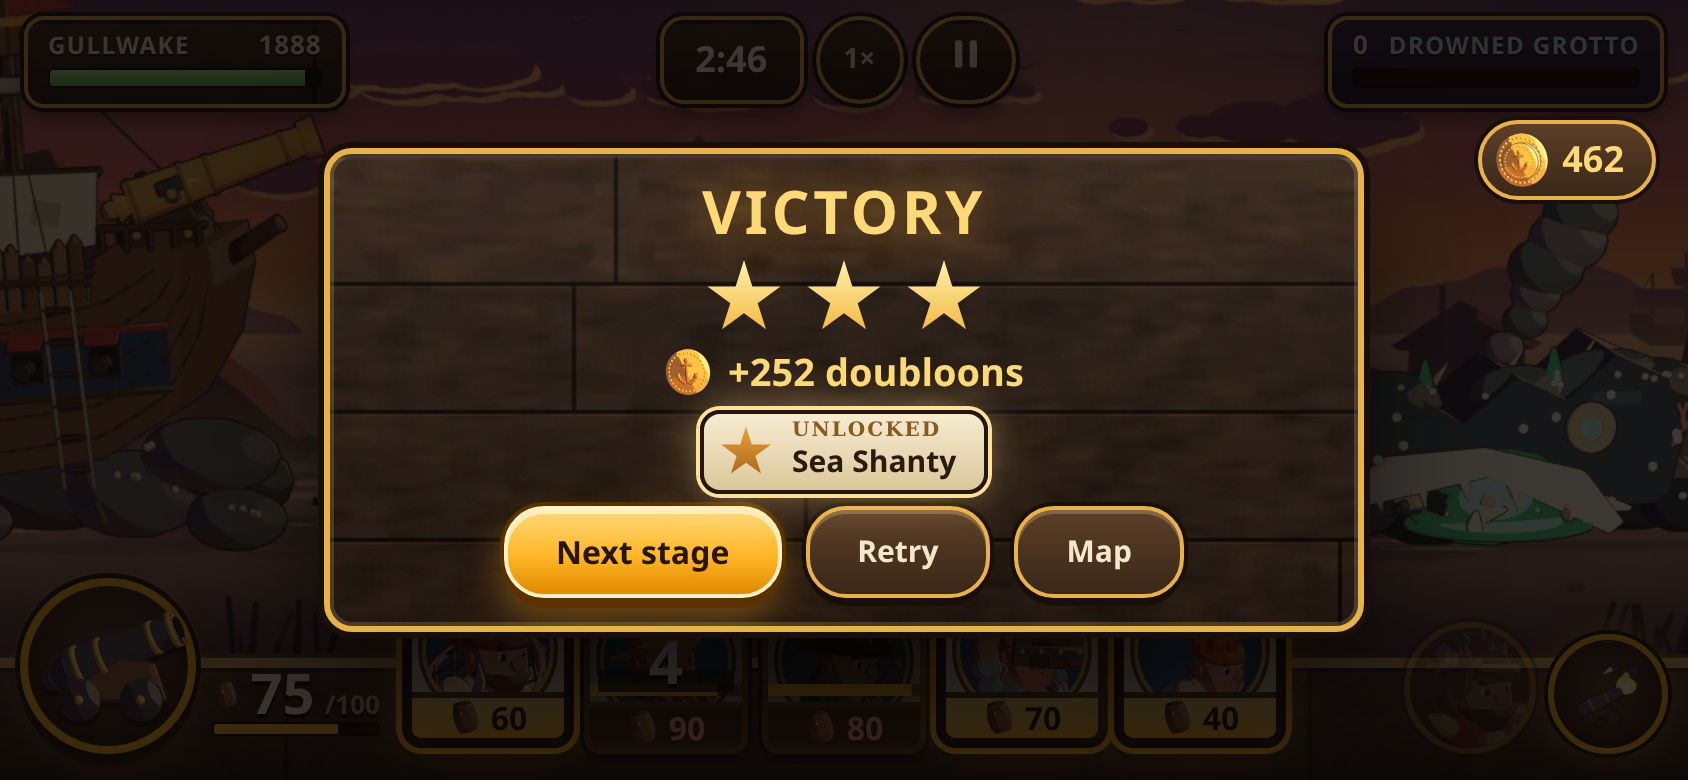 GULLWAKE 1888
2:46
1×
0 DROWNED GROTTO
462
VICTORY
+252 doubloons
UNLOCKED
Sea Shanty
Next stage
Retry
Map
75 /100
60
4
90
80
70
40